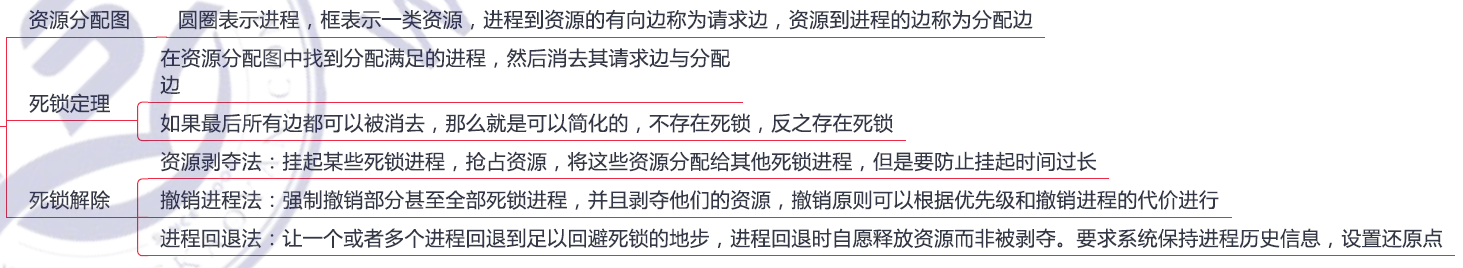 资源分配图
圆圈表示进程，框表示一类资源，进程到资源的有向边称为请求边，资源到进程的边称为分配边
死锁定理
在资源分配图中找到分配满足的进程，然后消去其请求边与分配
边
如果最后所有边都可以被消去，那么就是可以简化的，不存在死锁，反之存在死锁
死锁解除
资源剥夺法：挂起某些死锁进程，抢占资源，将这些资源分配给其他死锁进程，但是要防止挂起时间过长
撤销进程法：强制撤销部分甚至全部死锁进程，并且剥夺他们的资源，撤销原则可以根据优先级和撤销进程的代价进行
进程回退法：让一个或者多个进程回退到足以回避死锁的地步，进程回退时自愿释放资源而非被剥夺。要求系统保持进程历史信息，设置还原点